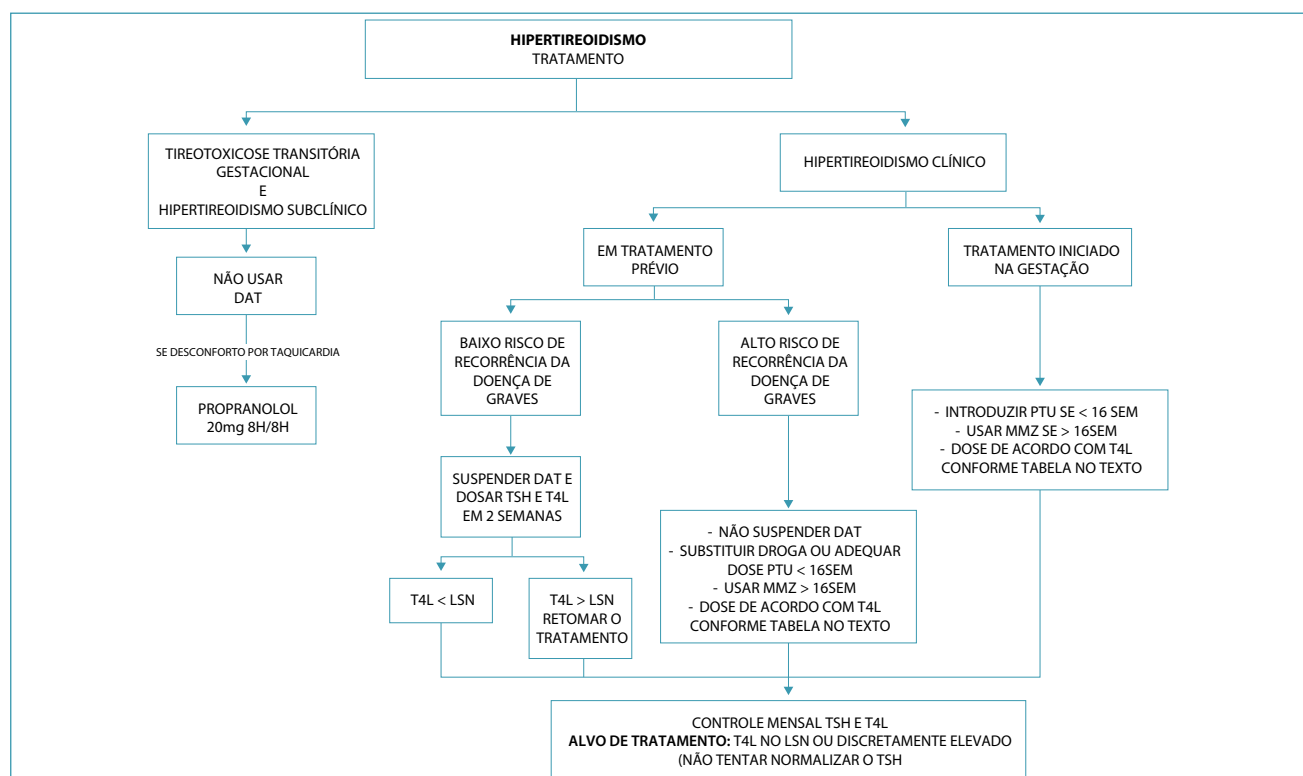 HIPERTIREOIDISMO
TRATAMENTO
TIREOTOXICOSE TRANSITÓRIA
GESTACIONAL
E
HIPERTIREOIDISMO SUBCLÍNICO
HIPERTIREOIDISMO CLÍNICO
NÃO USAR
DAT
SE DESCONFORTO POR TAQUICARDIA
PROPRANOLOL
20mg 8H/8H
EM TRATAMENTO
PRÉVIO
TRATAMENTO INICIADO
NA GESTAÇÃO
BAIXO RISCO DE
RECORRÊNCIA DA
DOENÇA DE
GRAVES
ALTO RISCO DE
RECORRÊNCIA DA
DOENÇA DE
GRAVES
- INTRODUZIR PTU SE < 16 SEM
- USAR MMZ SE > 16SEM
- DOSE DE ACORDO COM T4L
CONFORME TABELA NO TEXTO
SUSPENDER DAT E
DOSAR TSH E T4L
EM 2 SEMANAS
- NÃO SUSPENDER DAT
- SUBSTITUIR DROGA OU ADEQUAR
DOSE PTU < 16SEM
- USAR MMZ > 16SEM
- DOSE DE ACORDO COM T4L
CONFORME TABELA NO TEXTO
T4L < LSN
T4L > LSN
RETOMAR O
TRATAMENTO
CONTROLE MENSAL TSH E T4L
ALVO DE TRATAMENTO: T4L NO LSN OU DISCRETAMENTE ELEVADO
(NÃO TENTAR NORMALIZAR O TSH